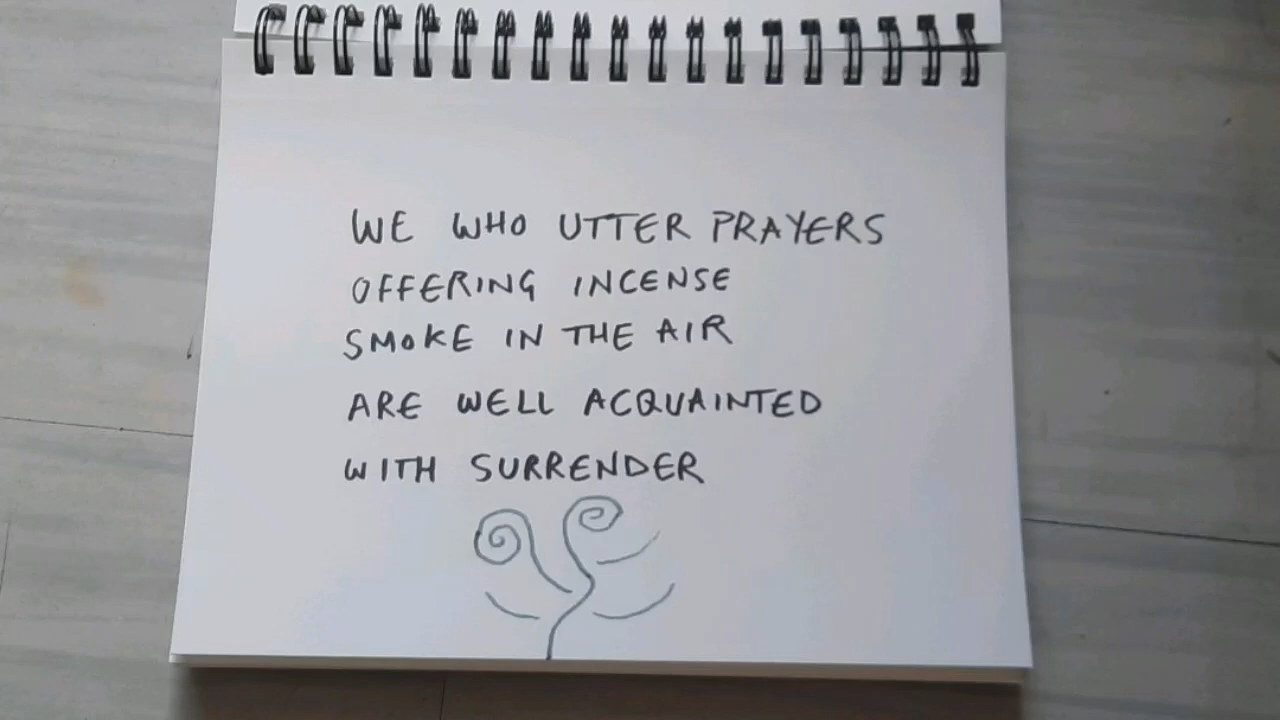 WE WHO UTTER PRAYERS
OFFERING INCENSE
SMOKE IN THE AIR
ARE WELL ACQUAINTED
WITH SURRENDER